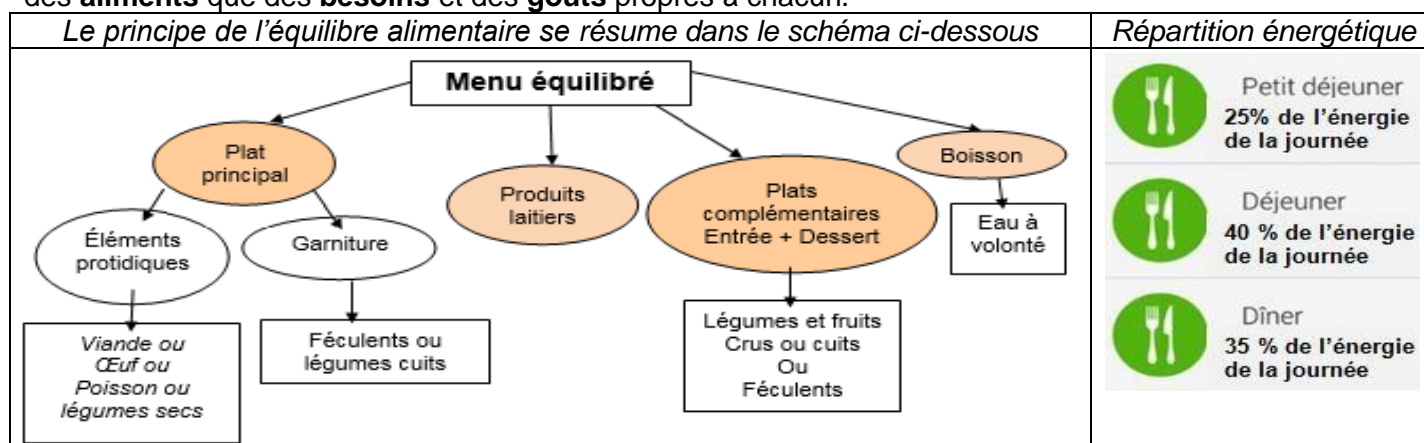 des aliments que des besoins et des goûts propres à chacun.
Le principe de l'équilibre alimentaire se résume dans le schéma ci-dessous
Répartition énergétique
Menu équilibré
Plat
principal
Produits
laitiers
Plats
complémentaires
Entrée + Dessert
Boisson
Éléments
protidiques
Garniture
Eau à
volonté
Viande ou
Œuf ou
Poisson ou
légumes secs
Féculents ou
légumes cuits
Légumes et fruits
Crus ou cuits
Ou
Féculents
Petit déjeuner
25% de l'énergie
de la journée
Déjeuner
40 % de l'énergie
de la journée
Dîner
35 % de l'énergie
de la journée